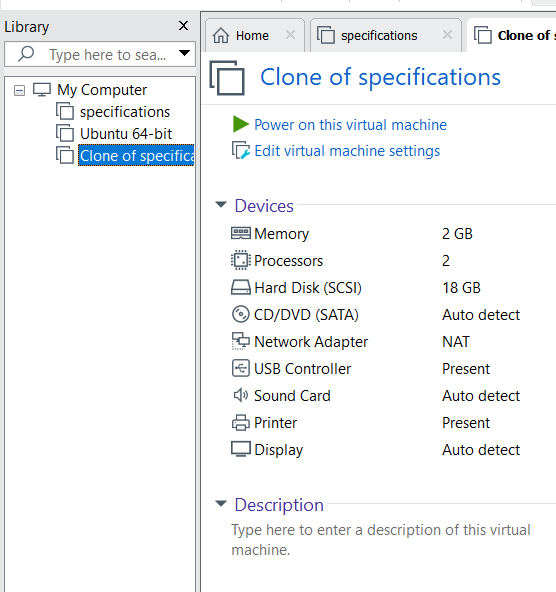 Library X
Type here to sea...
My Computer
specifications
Ubuntu 64-bit
Clone of specifica
Home
specifications
Clone of s
Clone of specifications
Power on this virtual machine
Edit virtual machine settings
Devices
Memory 2 GB
Processors 2
Hard Disk (SCSI) 18 GB
CD/DVD (SATA) Auto detect
Network Adapter NAT
USB Controller Present
Sound Card Auto detect
Printer Present
Display Auto detect
Description
Type here to enter a description of this virtual
machine.